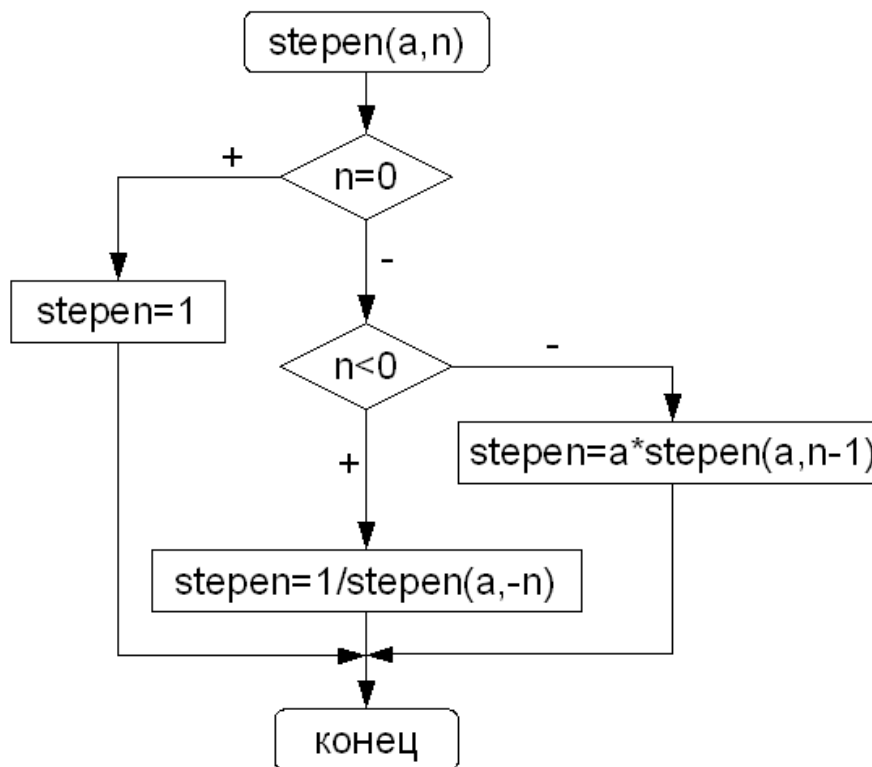 stepen(a,n)
+
n=0
-
stepen=1
n<0
-
stepen=a*stepen(a,n-1)
+
stepen=1/stepen(a,-n)
конец